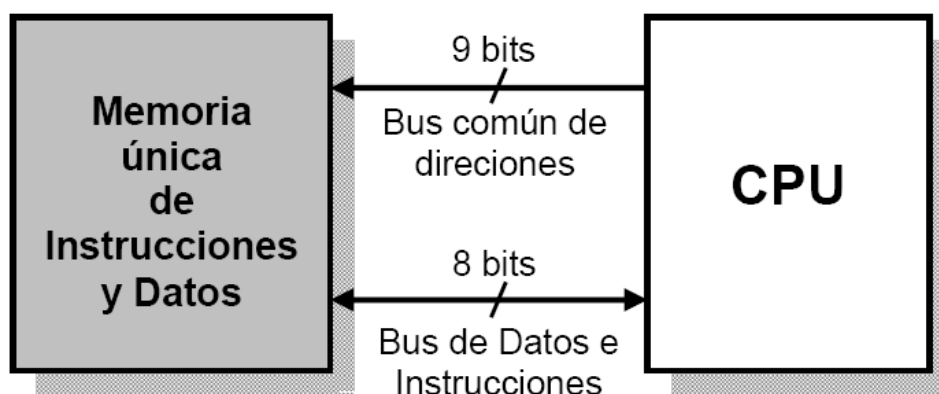 Memoria
única
de
Instrucciones
y Datos
9 bits
Bus común de
direciones
8 bits
Bus de Datos e
Instrucciones
CPU